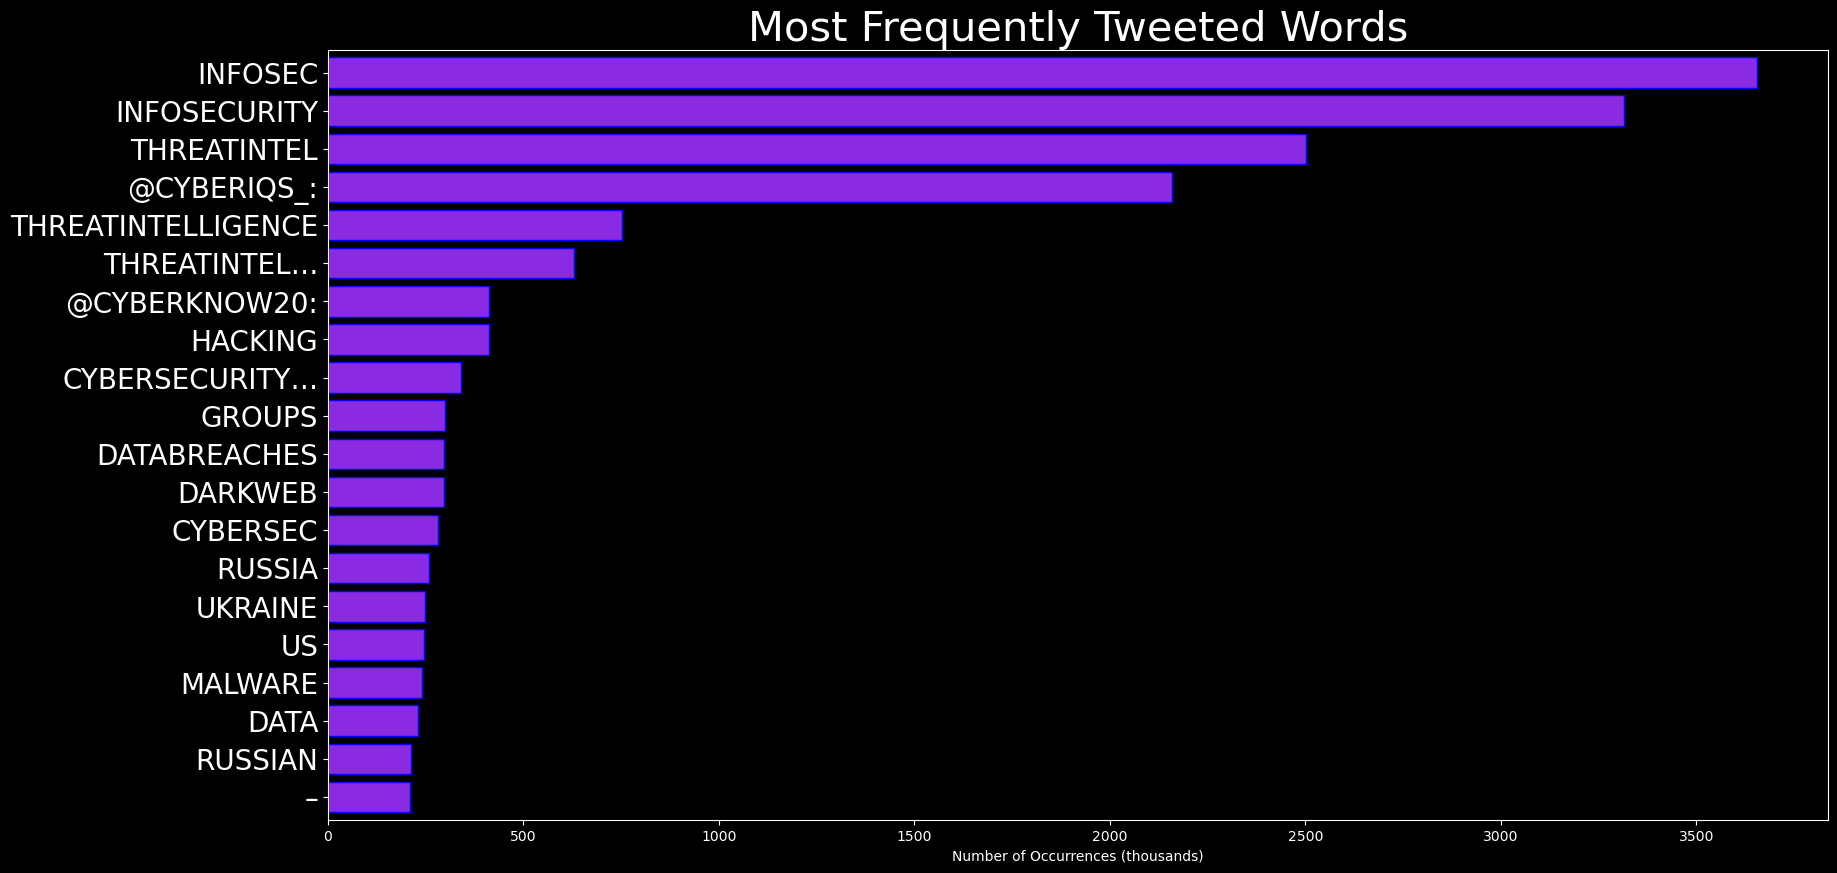 Most Frequently Tweeted Words
INFOSEC
INFOSECURITY
THREATINTEL
@CYBERIQS_:
THREATINTELLIGENCE
THREATINTEL…
@CYBERKNOW20:
HACKING
CYBERSECURITY…
GROUPS
DATABREACHES
DARKWEB
CYBERSEC
RUSSIA
UKRAINE
US
MALWARE
DATA
RUSSIAN
–
0 500 1000 1500 2000 2500 3000 3500
Number of Occurrences (thousands)